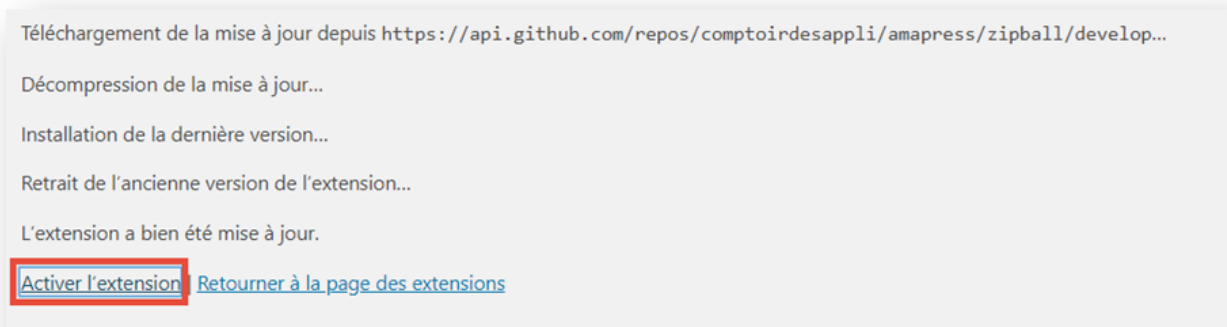 Téléchargement de la mise à jour depuis https://api.github.com/repos/comptoirdesappli/amapress/zipball/develop…
Décompression de la mise à jour…
Installation de la dernière version…
Retrait de l’ancienne version de l’extension…
L’extension a bien été mise à jour.
Activer l’extension | Retourner à la page des extensions